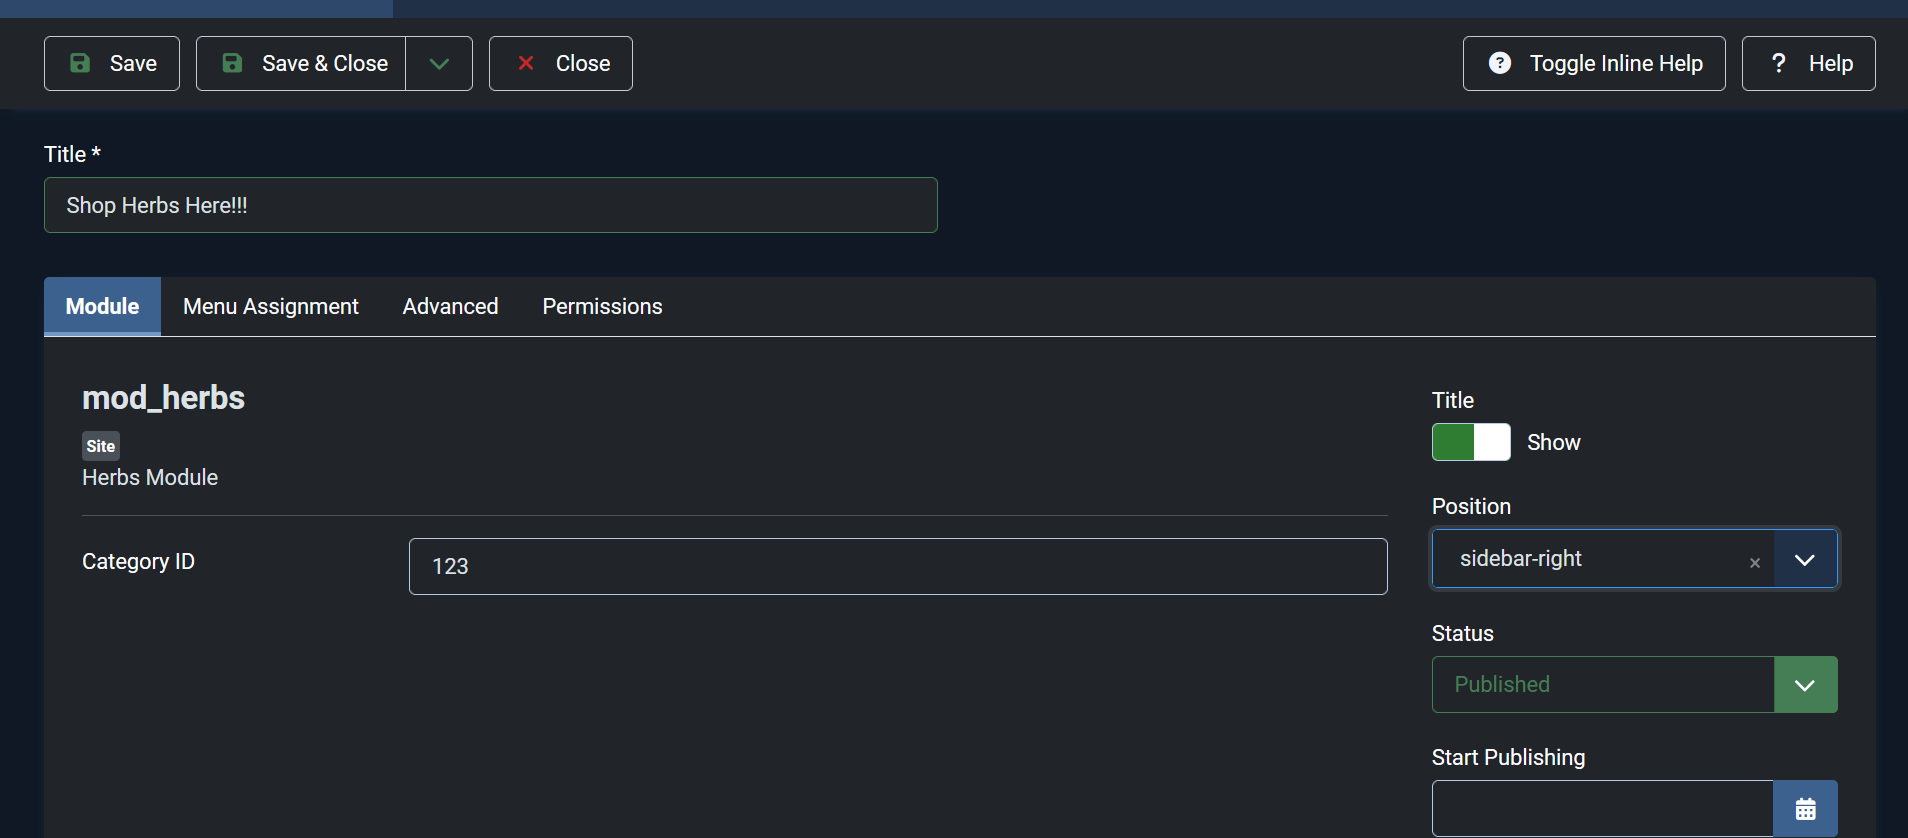 Save
Save & Close
Close
Toggle Inline Help
? Help
Title *
Shop Herbs Here!!!
Module
Menu Assignment
Advanced
Permissions
mod_herbs
Site
Herbs Module
Category ID
123
Title
Show
Position
sidebar-right
Status
Published
Start Publishing